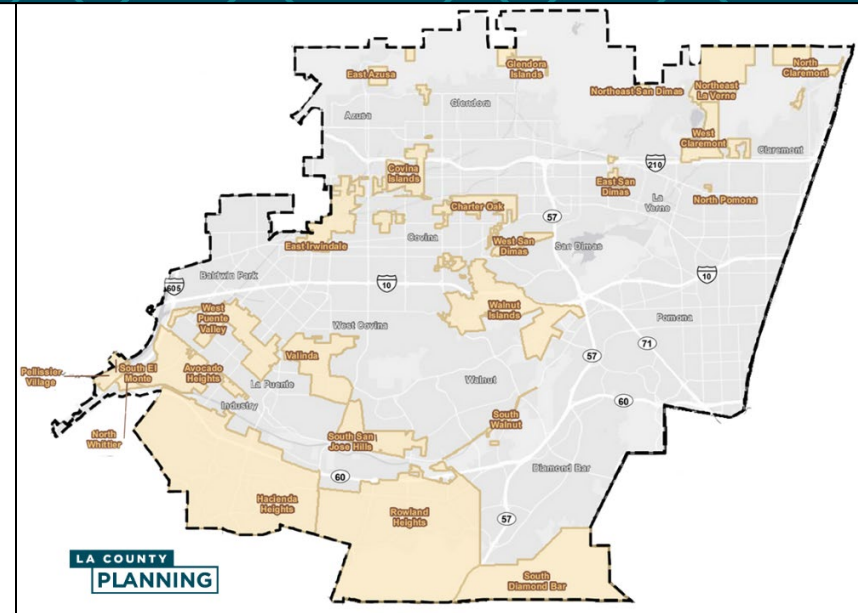 East Azusa
Glendora
Islands
North
Claremont
Northeast San Dimas
Northeast
La Verne
Azusa
Glendora
West
Claremont
Claremont
210
Covina
Islands
East San
Dimas
La
Verne
North Pomona
Charter Oak
57
East Irwindale
Covina
West San
Dimas
San Dimas
Baldwin Park
605
10
10
West
Puente
Valley
Walnut
Islands
Pomona
West Covina
Valinda
57
71
Pellissier
Village
South El
Monte
Avocado
Heights
La Puente
Walnut
60
Industry
South
Walnut
North
Whittier
South San
Jose Hills
60
Diamond Bar
Hacienda
Heights
Rowland
Heights
57
South
Diamond Bar
LA COUNTY
PLANNING